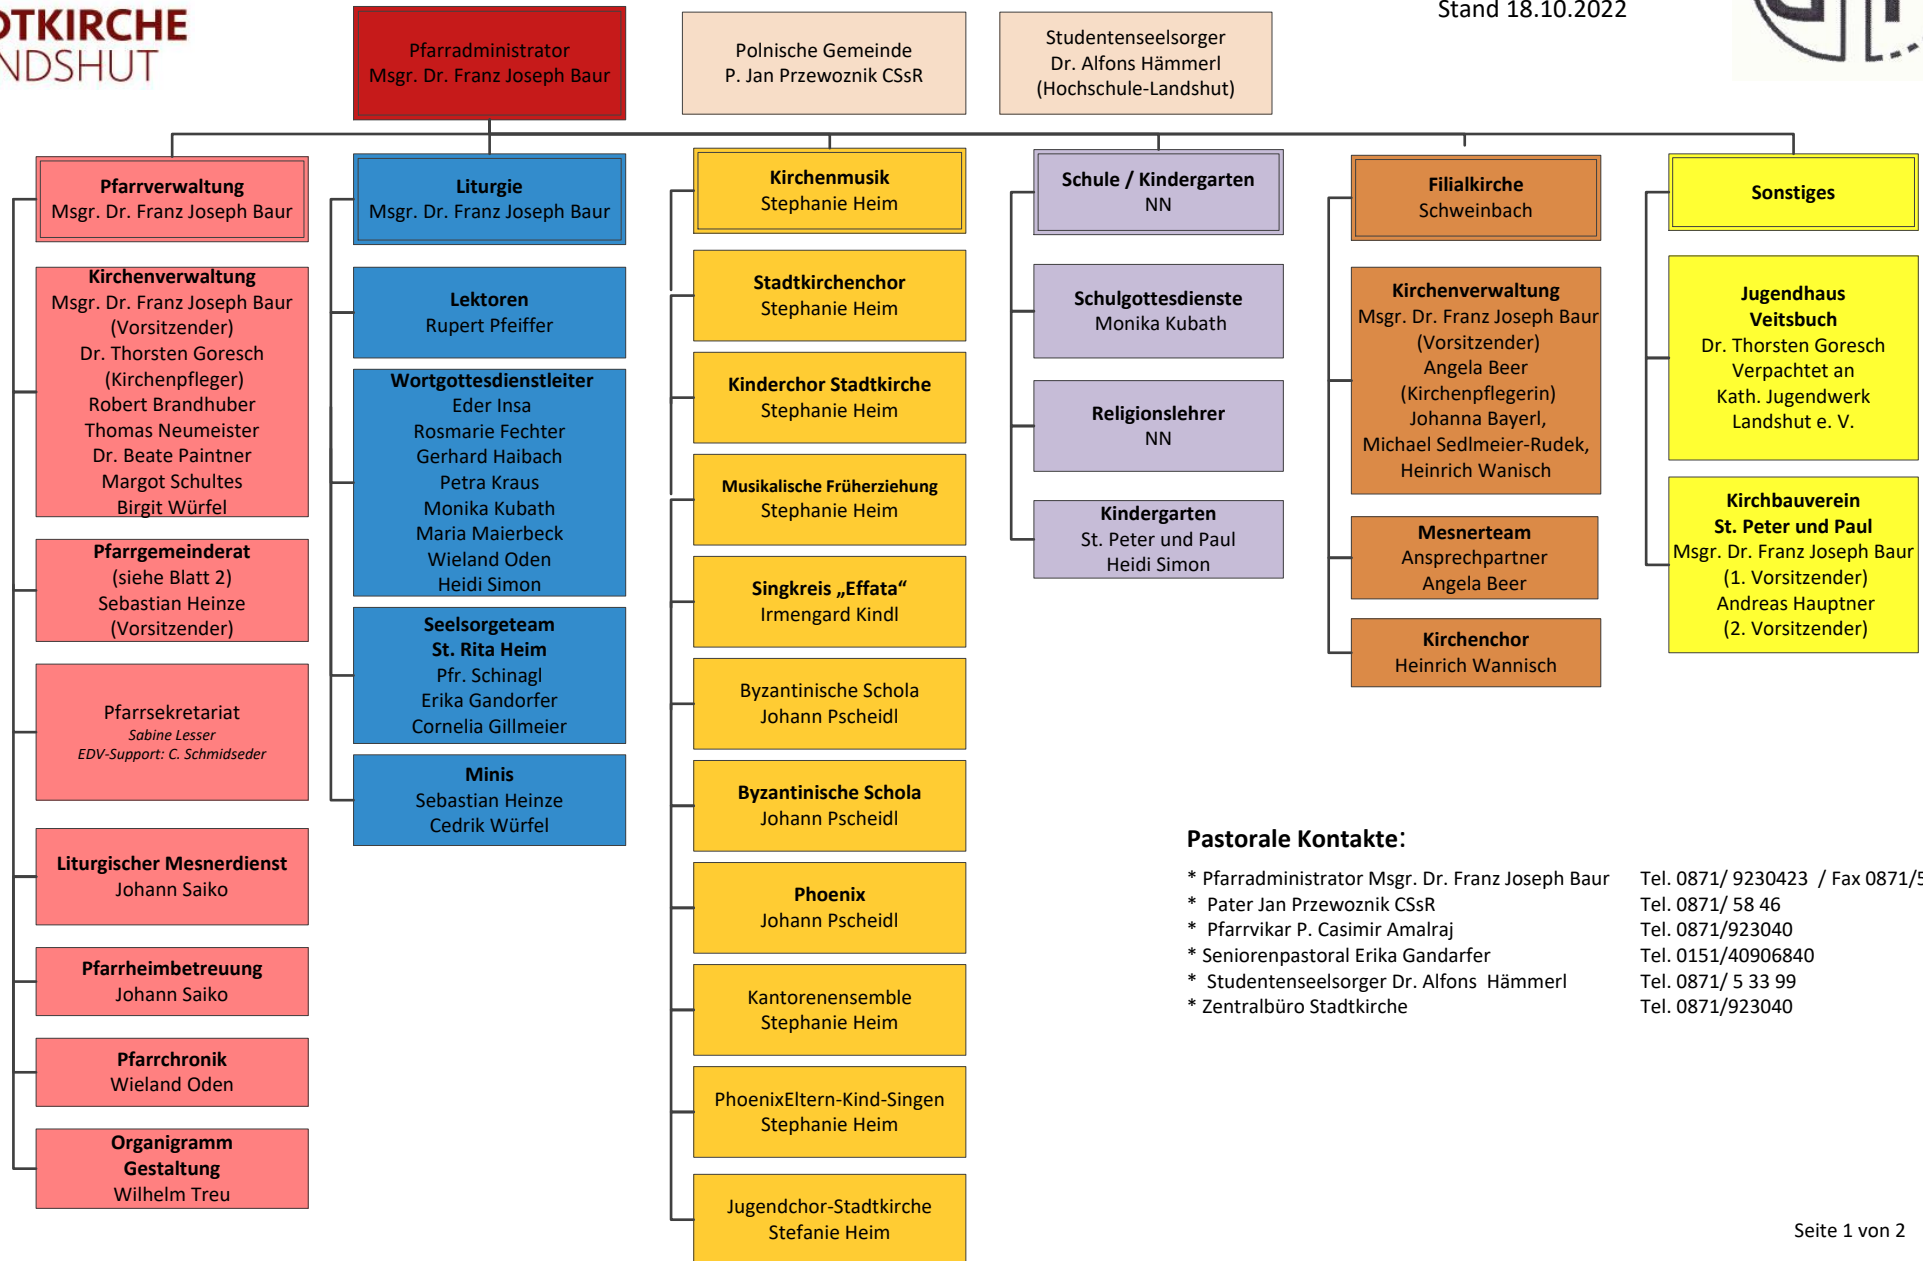 OTKIRCHE
NDSHUT
Stand 18.10.2022
Pfarradministrator
Msgr. Dr. Franz Joseph Baur
Polnische Gemeinde
P. Jan Przewoznik CSsR
Studentenseelsorger
Dr. Alfons Hämmerl
(Hochschule-Landshut)
Pfarrverwaltung
Msgr. Dr. Franz Joseph Baur
Kirchenverwaltung
Msgr. Dr. Franz Joseph Baur
(Vorsitzender)
Dr. Thorsten Goresch
(Kirchenpfleger)
Robert Brandhuber
Thomas Neumeister
Dr. Beate Paintner
Margot Schultes
Birgit Würfel
Pfarrgemeinderat
(siehe Blatt 2)
Sebastian Heinze
(Vorsitzender)
Pfarrsekretariat
Sabine Lesser
EDV-Support: C. Schmidseder
Liturgischer Mesnerdienst
Johann Saiko
Pfarrheimbetreuung
Johann Saiko
Pfarrchronik
Wieland Oden
Organigramm
Gestaltung
Wilhelm Treu
Liturgie
Msgr. Dr. Franz Joseph Baur
Lektoren
Rupert Pfeiffer
Wortgottesdienstleiter
Eder Insa
Rosmarie Fechter
Gerhard Haibach
Petra Kraus
Monika Kubath
Maria Maierbeck
Wieland Oden
Heidi Simon
Seelsorgeteam
St. Rita Heim
Pfr. Schinagl
Erika Gandorfer
Cornelia Gillmeier
Minis
Sebastian Heinze
Cedrik Würfel
Kirchenmusik
Stephanie Heim
Stadtkirchenchor
Stephanie Heim
Kinderchor Stadtkirche
Stephanie Heim
Musikalische Früherziehung
Stephanie Heim
Singkreis „Effata“
Irmengard Kindl
Byzantinische Schola
Johann Pscheidl
Byzantinische Schola
Johann Pscheidl
Phoenix
Johann Pscheidl
Kantorenensemble
Stephanie Heim
PhoenixEltern-Kind-Singen
Stephanie Heim
Jugendchor-Stadtkirche
Stefanie Heim
Schule / Kindergarten
NN
Schulgottesdienste
Monika Kubath
Religionslehrer
NN
Kindergarten
St. Peter und Paul
Heidi Simon
Filialkirche
Schweinbach
Kirchenverwaltung
Msgr. Dr. Franz Joseph Baur
(Vorsitzender)
Angela Beer
(Kirchenpflegerin)
Johanna Bayerl,
Michael Sedlmeier-Rudek,
Heinrich Wanisch
Mesnerteam
Ansprechpartner
Angela Beer
Kirchenchor
Heinrich Wannisch
Sonstiges
Jugendhaus
Veitsbuch
Dr. Thorsten Goresch
Verpachtet an
Kath. Jugendwerk
Landshut e. V.
Kirchbauverein
St. Peter und Paul
Msgr. Dr. Franz Joseph Baur
(1. Vorsitzender)
Andreas Hauptner
(2. Vorsitzender)
Pastorale Kontakte:
* Pfarradministrator Msgr. Dr. Franz Joseph Baur Tel. 0871/ 9230423 / Fax 0871/5
* Pater Jan Przewoznik CSsR Tel. 0871/ 58 46
* Pfarrvikar P. Casimir Amalraj Tel. 0871/923040
* Seniorenpastoral Erika Gandarfer Tel. 0151/40906840
* Studentenseelsorger Dr. Alfons Hämmerl Tel. 0871/ 5 33 99
* Zentralbüro Stadtkirche Tel. 0871/923040
Seite 1 von 2